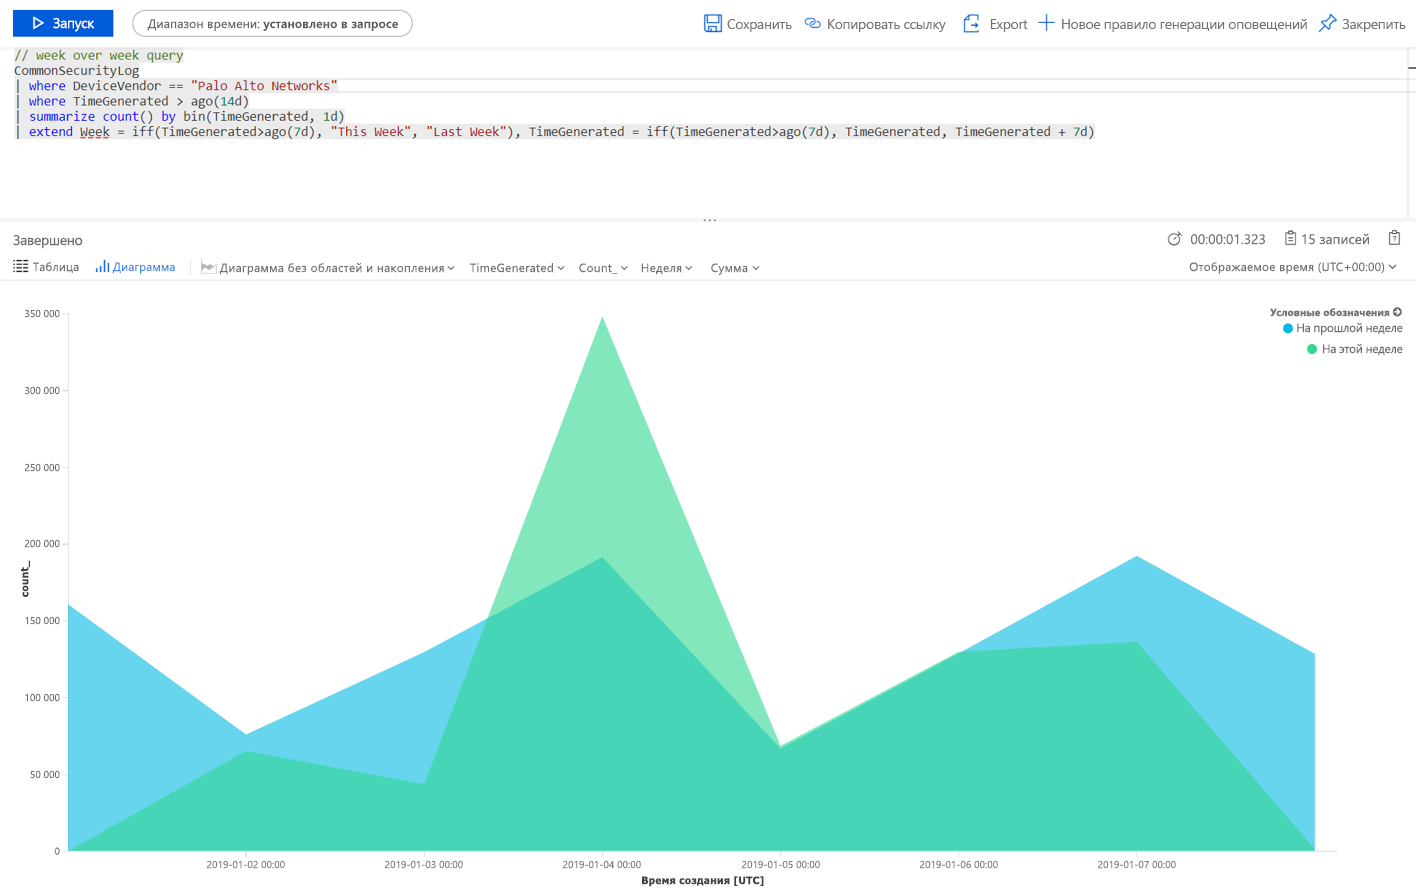 Запуск
Диапазон времени: установлено в запросе
Сохранить
Копировать ссылку
Export
Новое правило генерации оповещений
Закрепить
// week over week query
CommonSecurityLog
| where DeviceVendor == "Palo Alto Networks"
| where TimeGenerated > ago(14d)
| summarize count() by bin(TimeGenerated, 1d)
| extend Week = iff(TimeGenerated>ago(7d), "This Week", "Last Week"), TimeGenerated = iff(TimeGenerated>ago(7d), TimeGenerated, TimeGenerated + 7d)
...
Завершено
00:00:01.323
15 записей
Таблица
Диаграмма
Диаграмма без областей и накопления
TimeGenerated
Count_
Неделя
Сумма
Отображаемое время (UTC+00:00)
Условные обозначения
На прошлой неделе
На этой неделе
350 000
300 000
250 000
200 000
150 000
100 000
50 000
0
count_
2019-01-02 00:00
2019-01-03 00:00
2019-01-04 00:00
2019-01-05 00:00
2019-01-06 00:00
2019-01-07 00:00
Время создания [UTC]